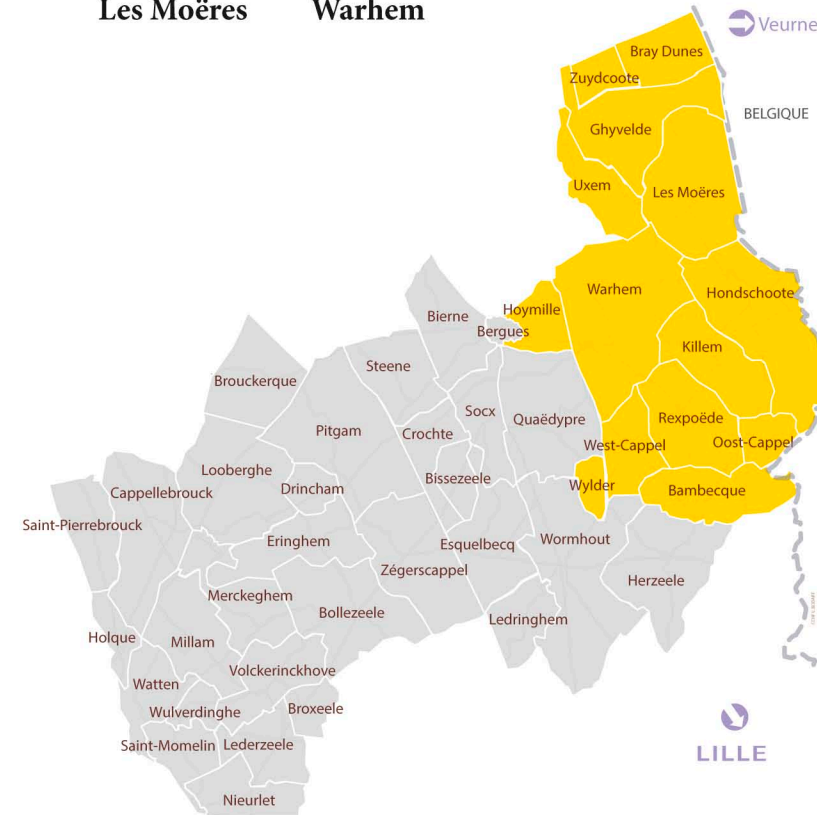 Les Moëres Warhem
Veurne
Bray Dunes
Zuydcoote
BELGIQUE
Ghyvelde
Uxem
Les Moëres
Warhem
Hondschoote
Hoymille
Bierne
Bergues
Killem
Steene
Brouckerque
Socx
Quaëdypre
Rexpoëde
Pitgam
Crochte
West-Cappel
Oost-Cappel
Looberghe
Bissezeele
Drincham
Wylder
Cappellebrouck
Bambecque
Saint-Pierrebrouck
Eringhem
Esquelbecq
Wormhout
Zégerscappel
Herzeele
Merckeghem
Bollezeele
Ledringhem
Holque
Millam
Volckerinckhove
Watten
Wulverdinghe
Broxeele
Saint-Momelin
Lederzeele
LILLE
Nieurlet